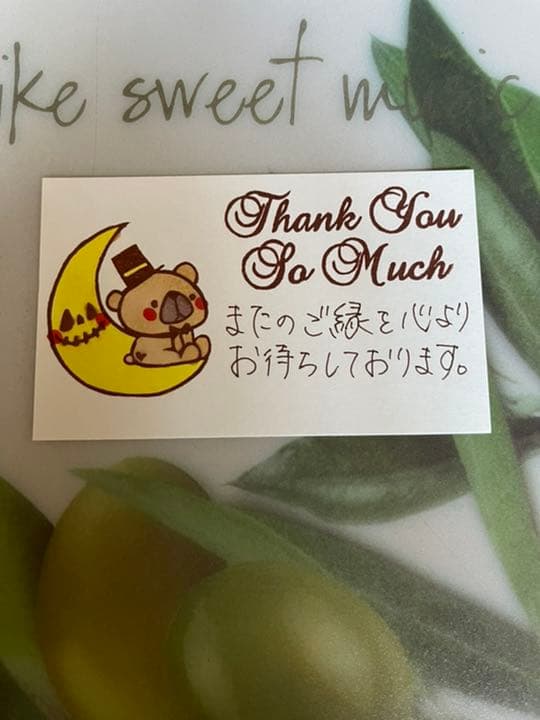 ike sweet music
Thank You
So Much
またのご縁を心より
お待ちしております。